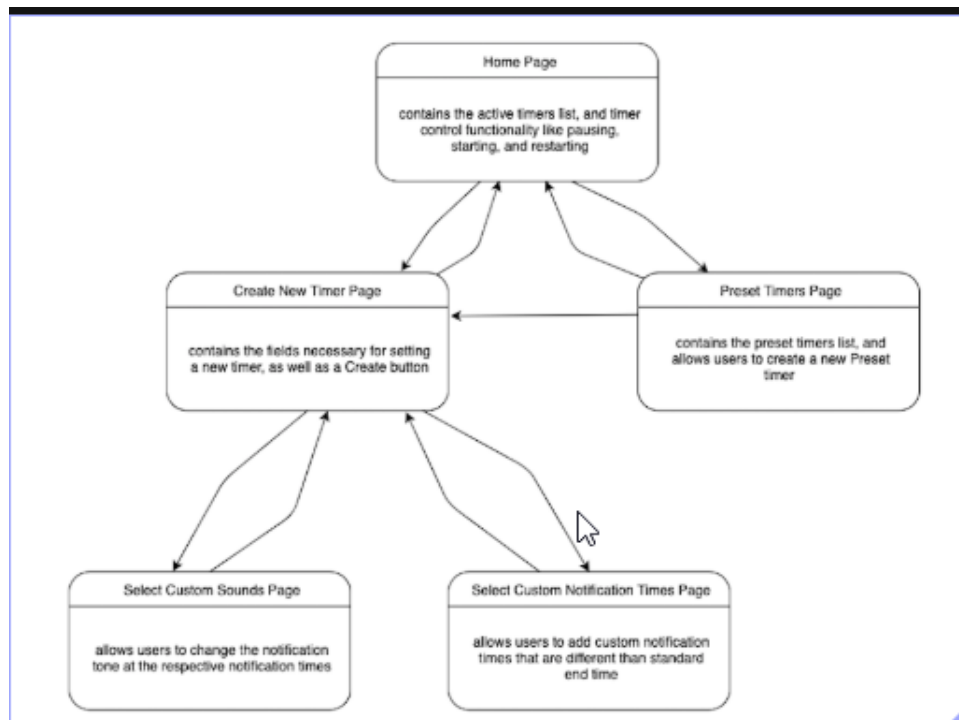 Home Page
contains the active timers list, and timer
control functionality like pausing,
starting, and restarting
Create New Timer Page
contains the fields necessary for setting
a new timer, as well as a Create button
Preset Timers Page
contains the preset timers list, and
allows users to create a new Preset
timer
Select Custom Sounds Page
allows users to change the notification
tone at the respective notification times
Select Custom Notification Times Page
allows users to add custom notification
times that are different than standard
end time